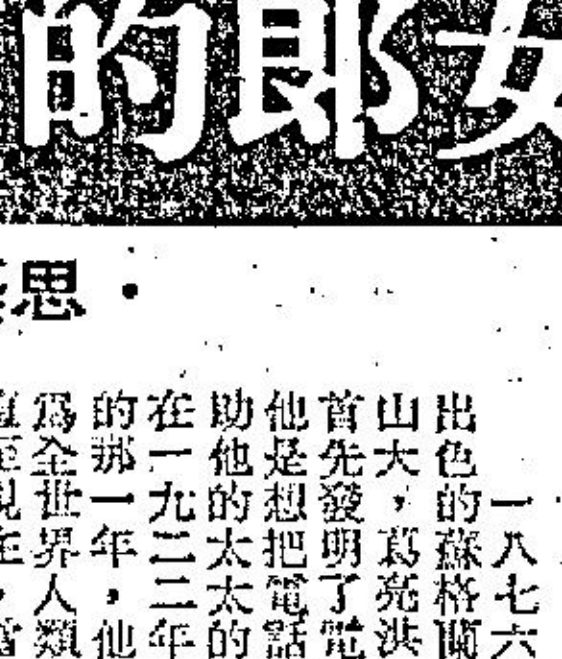 女郎的
思・
一八七六
出色的蘇格蘭
山大，葛亮洪
首先發明了電
他是想把電話
助他的太太的
在一九二二年
的那一年，他
爲全世界人類